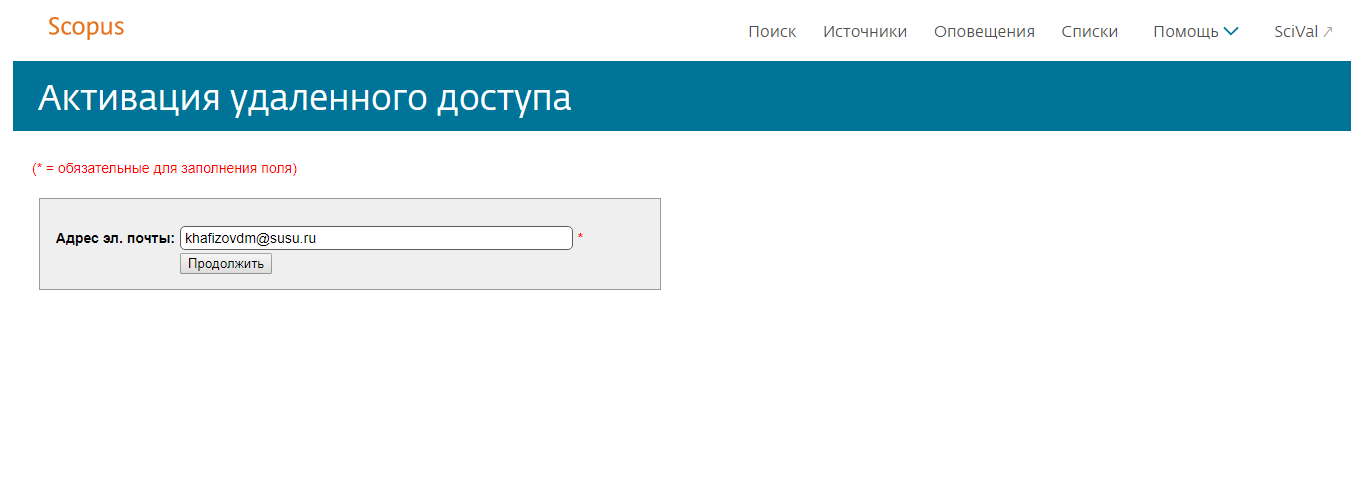 Scopus
Поиск Источники Оповещения Списки Помощь SciVal ↗
Активация удаленного доступа
(* = обязательные для заполнения поля)
Адрес эл. почты: khafizovdm@susu.ru *
Продолжить